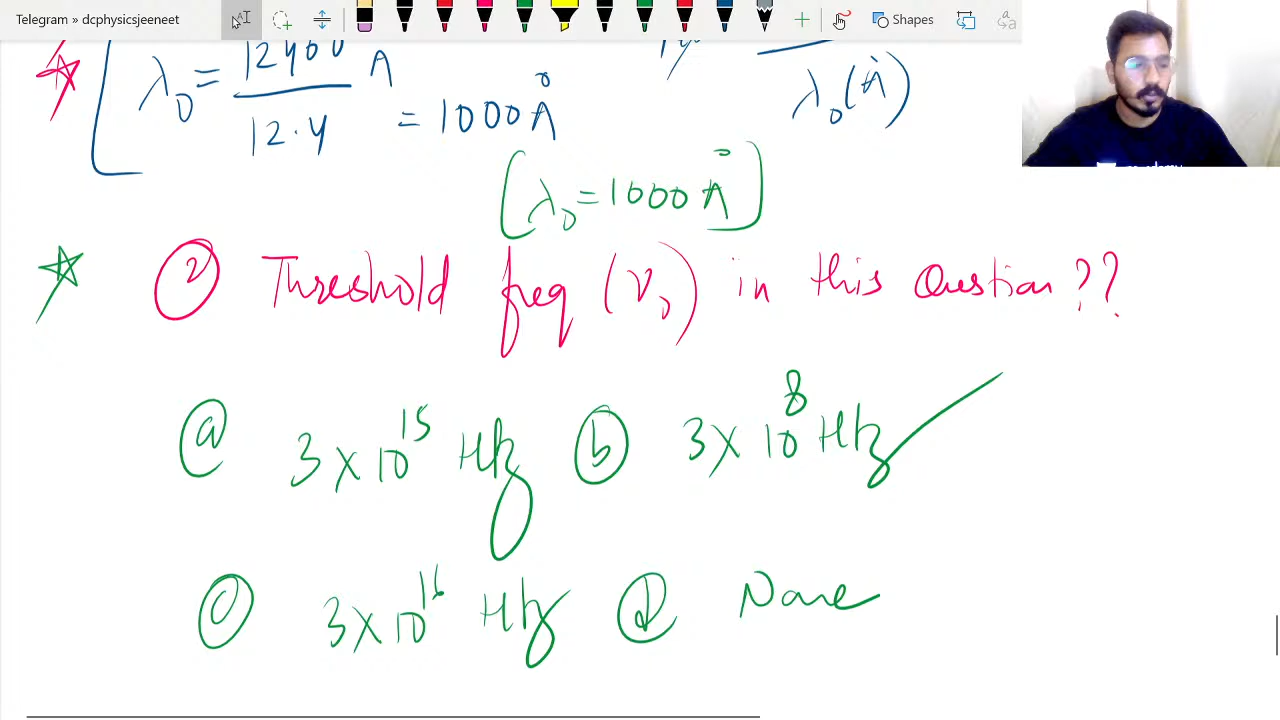 Telegram » dcphysicsjeeneet
Shapes
λ0 = 12400 / 12.4 A = 1000 Å
λ0 (Å)
[λ0 = 1000 Å]
② Threshold freq (ν0) in this Question??
ⓐ 3 × 10^15 Hz ⓑ 3 × 10^8 Hz
ⓒ 3 × 10^16 Hz ⓓ None